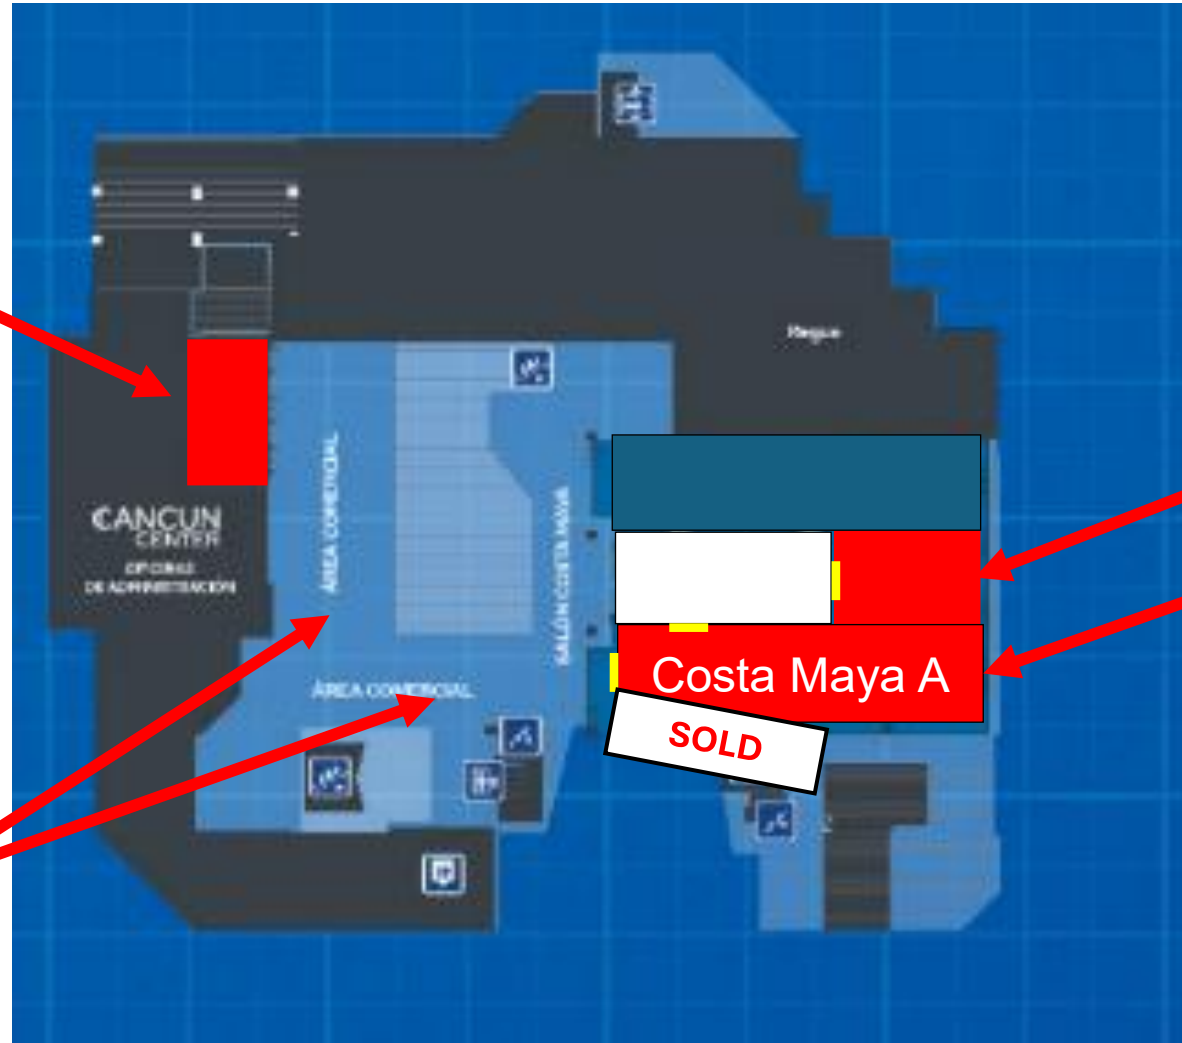 CANCUN
CENTER
OFICINAS
DE ADMINISTRACIÓN
ÁREA COMERCIAL
ÁREA COMERCIAL
SALÓN COSTA MAYA
Costa Maya A
SOLD